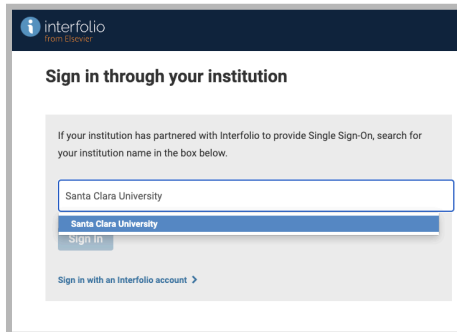 interfolio
from Elsevier
Sign in through your institution
If your institution has partnered with Interfolio to provide Single Sign-On, search for
your institution name in the box below.
Santa Clara University
Santa Clara University
Sign In
Sign in with an Interfolio account